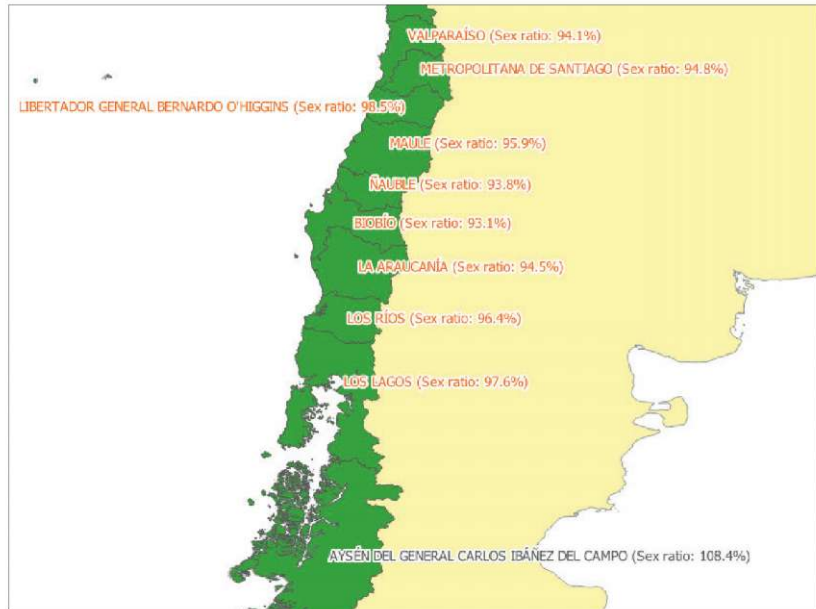 VALPARAÍSO (Sex ratio: 94.1%)
METROPOLITANA DE SANTIAGO (Sex ratio: 94.8%)
LIBERTADOR GENERAL BERNARDO O'HIGGINS (Sex ratio: 98.5%)
MAULE (Sex ratio: 95.9%)
ÑAUBLE (Sex ratio: 93.8%)
BIOBÍO (Sex ratio: 93.1%)
LA ARAUCANÍA (Sex ratio: 94.5%)
LOS RÍOS (Sex ratio: 96.4%)
LOS LAGOS (Sex ratio: 97.6%)
AYSÉN DEL GENERAL CARLOS IBÁÑEZ DEL CAMPO (Sex ratio: 108.4%)